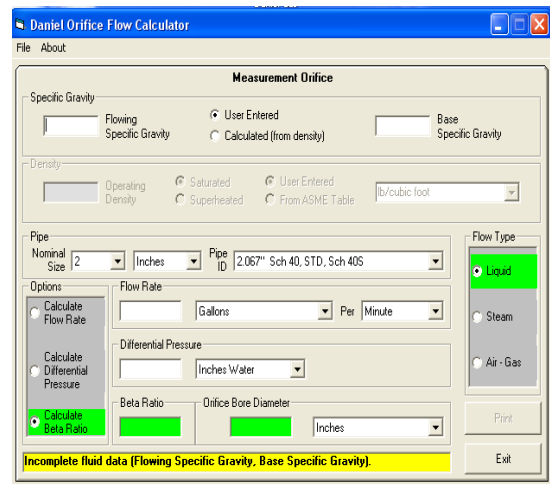 Daniel Orifice Flow Calculator
File About
Measurement Orifice
Specific Gravity
Flowing Specific Gravity
User Entered
Calculated (from density)
Base Specific Gravity
Density
Operating Density
Saturated
Superheated
User Entered
From ASME Table
lb/cubic foot
Pipe
Nominal Size 2 Inches Pipe ID 2.067" Sch 40, STD, Sch 40S
Flow Type
Liquid
Steam
Air - Gas
Options
Calculate Flow Rate
Calculate Differential Pressure
Calculate Beta Ratio
Flow Rate
Gallons Per Minute
Differential Pressure
Inches Water
Beta Ratio
Orifice Bore Diameter
Inches
Print
Exit
Incomplete fluid data (Flowing Specific Gravity, Base Specific Gravity).